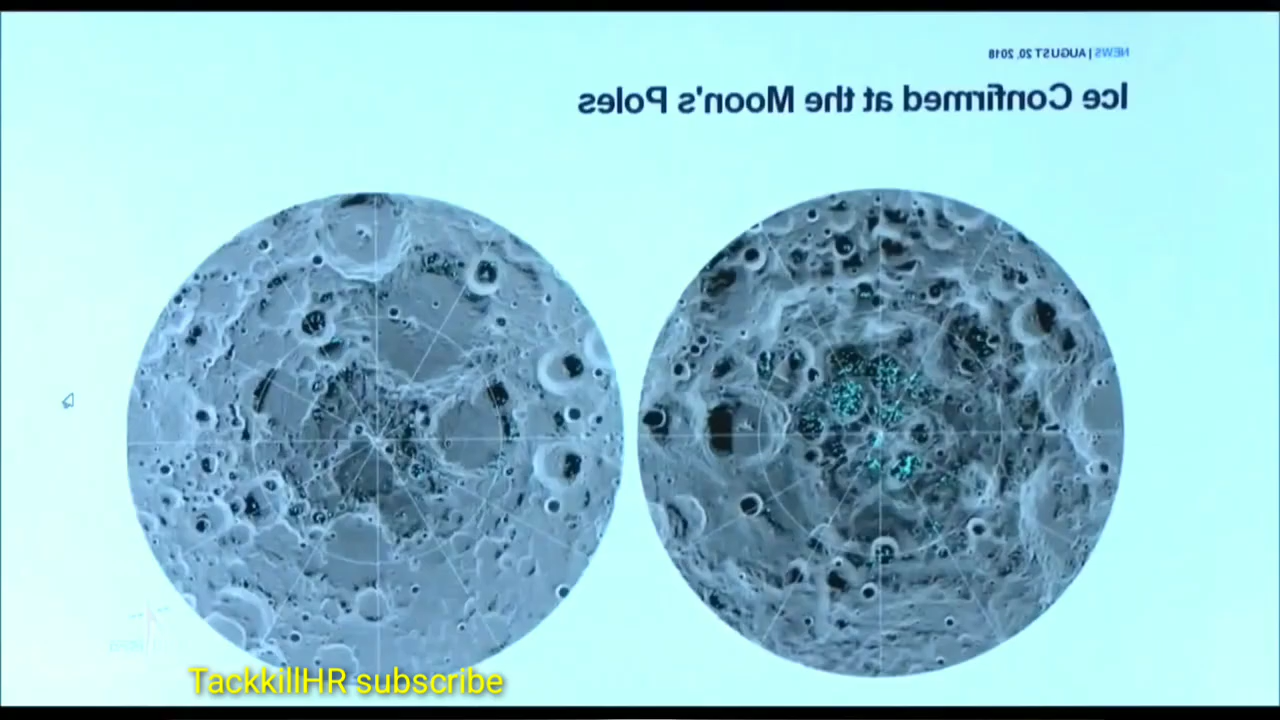 NEWS | AUGUST 20, 2018
Ice Confirmed at the Moon's Poles
TackkillHR subscribe